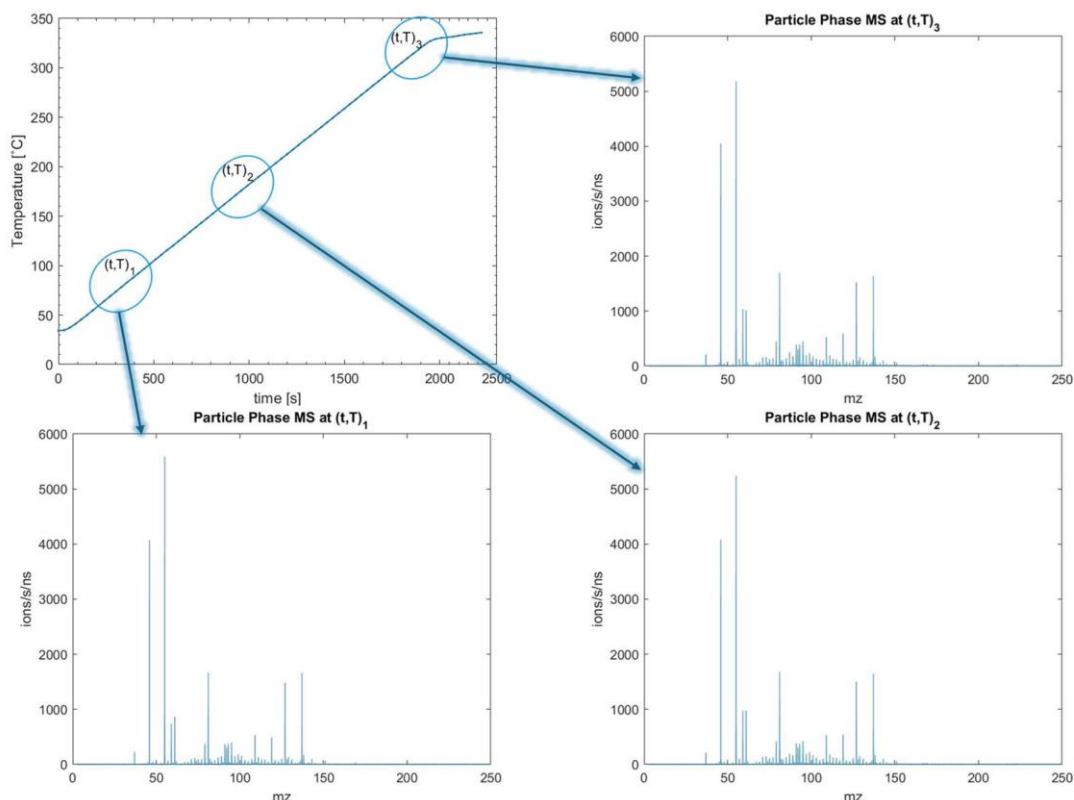 350
300
250
200
150
100
50
0
Temperature [˚C]
(t,T)3
(t,T)2
(t,T)1
0 500 1000 1500 2000 2500
time [s]
Particle Phase MS at (t,T)3
6000
5000
4000
3000
2000
1000
0
ions/s/ns
0 50 100 150 200 250
mz
Particle Phase MS at (t,T)1
6000
5000
4000
3000
2000
1000
0
ions/s/ns
0 50 100 150 200 250
mz
Particle Phase MS at (t,T)2
6000
5000
4000
3000
2000
1000
0
ions/s/ns
0 50 100 150 200 250
mz